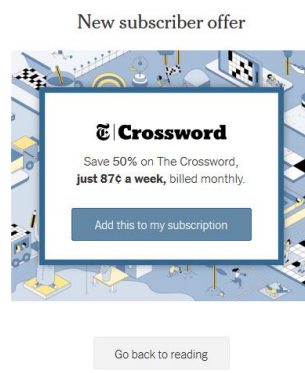 New subscriber offer
T Crossword
Save 50% on The Crossword,
just 87¢ a week, billed monthly.
Add this to my subscription
Go back to reading